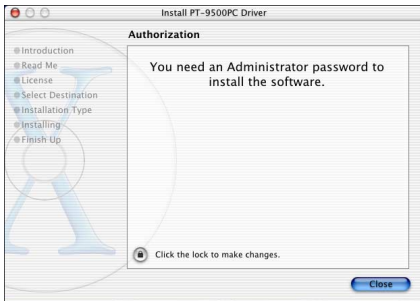 Install PT-9500PC Driver
Authorization
Introduction
Read Me
License
Select Destination
Installation Type
Installing
Finish Up
You need an Administrator password to
install the software.
Click the lock to make changes.
Close